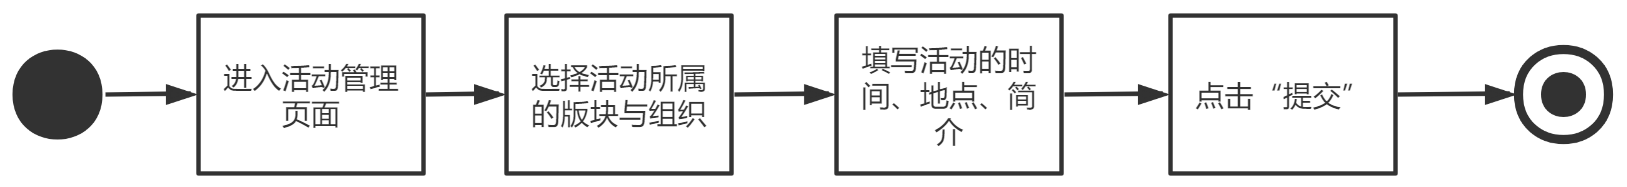 进入活动管理
页面
选择活动所属
的版块与组织
填写活动的时
间、地点、简
介
点击“提交”